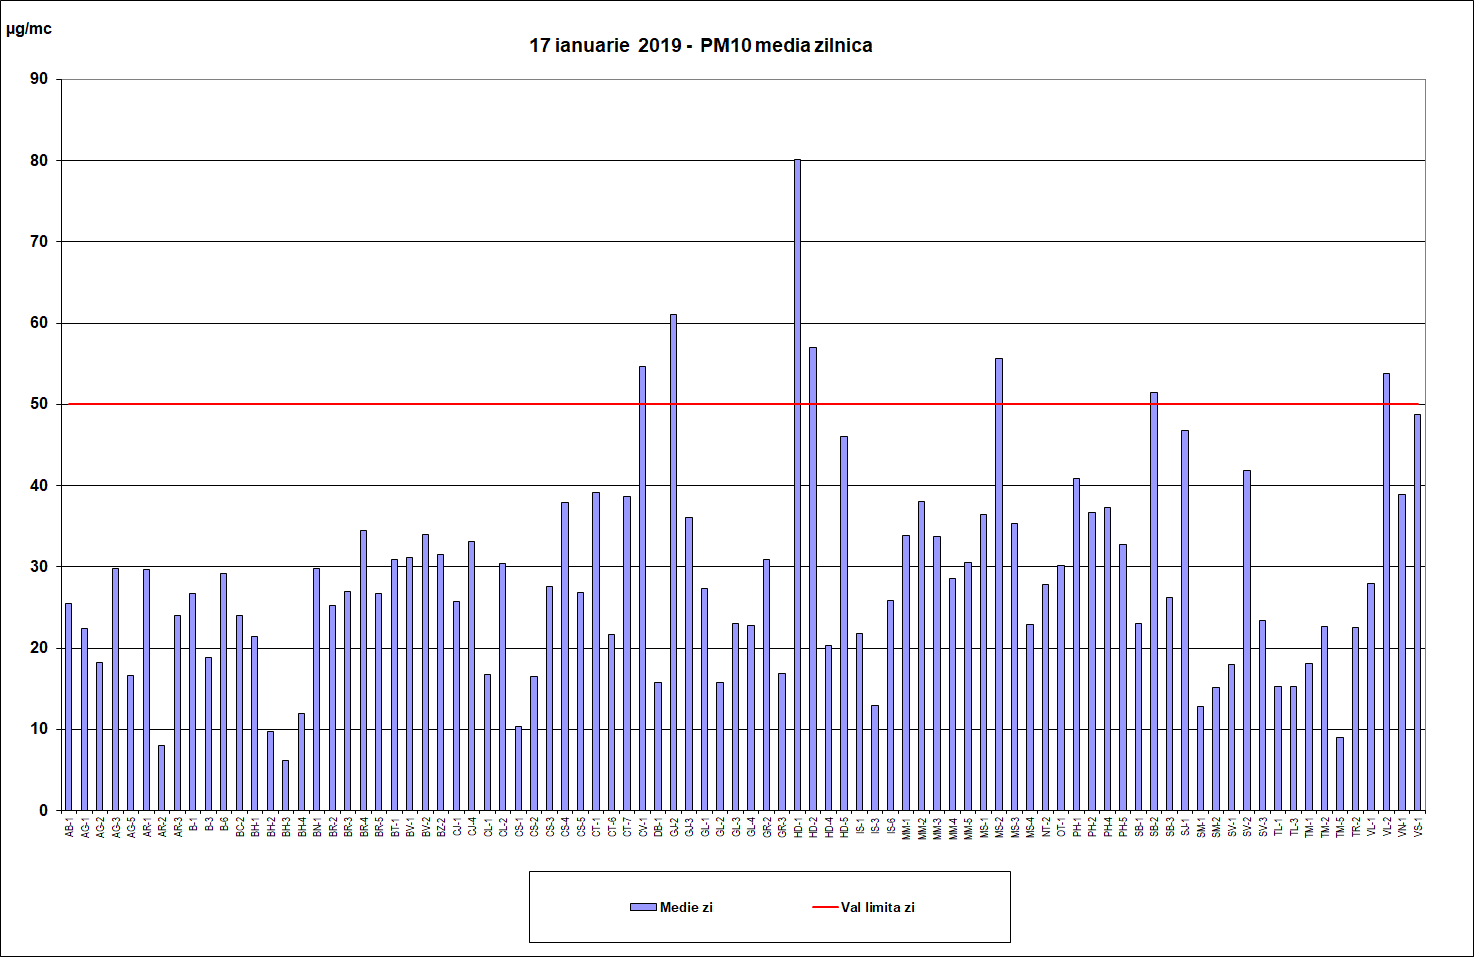 µg/mc
17 ianuarie 2019 - PM10 media zilnica
90
80
70
60
50
40
30
20
10
0
AB-1 AG-1 AG-2 AG-3 AG-5 AR-1 AR-2 AR-3 B-1 B-3 B-6 BC-2 BH-1 BH-2 BH-3 BH-4 BN-1 BR-2 BR-3 BR-4 BR-5 BT-1 BV-1 BV-2 BZ-2 CJ-1 CJ-4 CL-1 CL-2 CS-1 CS-2 CS-3 CS-4 CS-5 CT-1 CT-6 CT-7 CV-1 DB-1 GJ-2 GJ-3 GL-1 GL-2 GL-3 GL-4 GR-2 GR-3 HD-1 HD-2 HD-4 HD-5 IS-1 IS-3 IS-6 MM-1 MM-2 MM-3 MM-4 MM-5 MS-1 MS-2 MS-3 MS-4 NT-2 OT-1 PH-1 PH-2 PH-4 PH-5 SB-1 SB-2 SB-3 SJ-1 SM-1 SM-2 SV-1 SV-2 SV-3 TL-1 TL-3 TM-1 TM-2 TM-5 TR-2 VL-1 VL-2 VN-1 VS-1
Medie zi Val limita zi